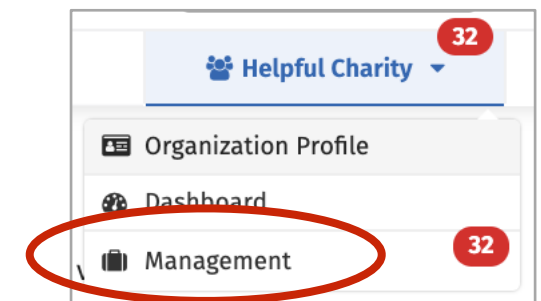 32
Helpful Charity
Organization Profile
Dashboard
Management 32